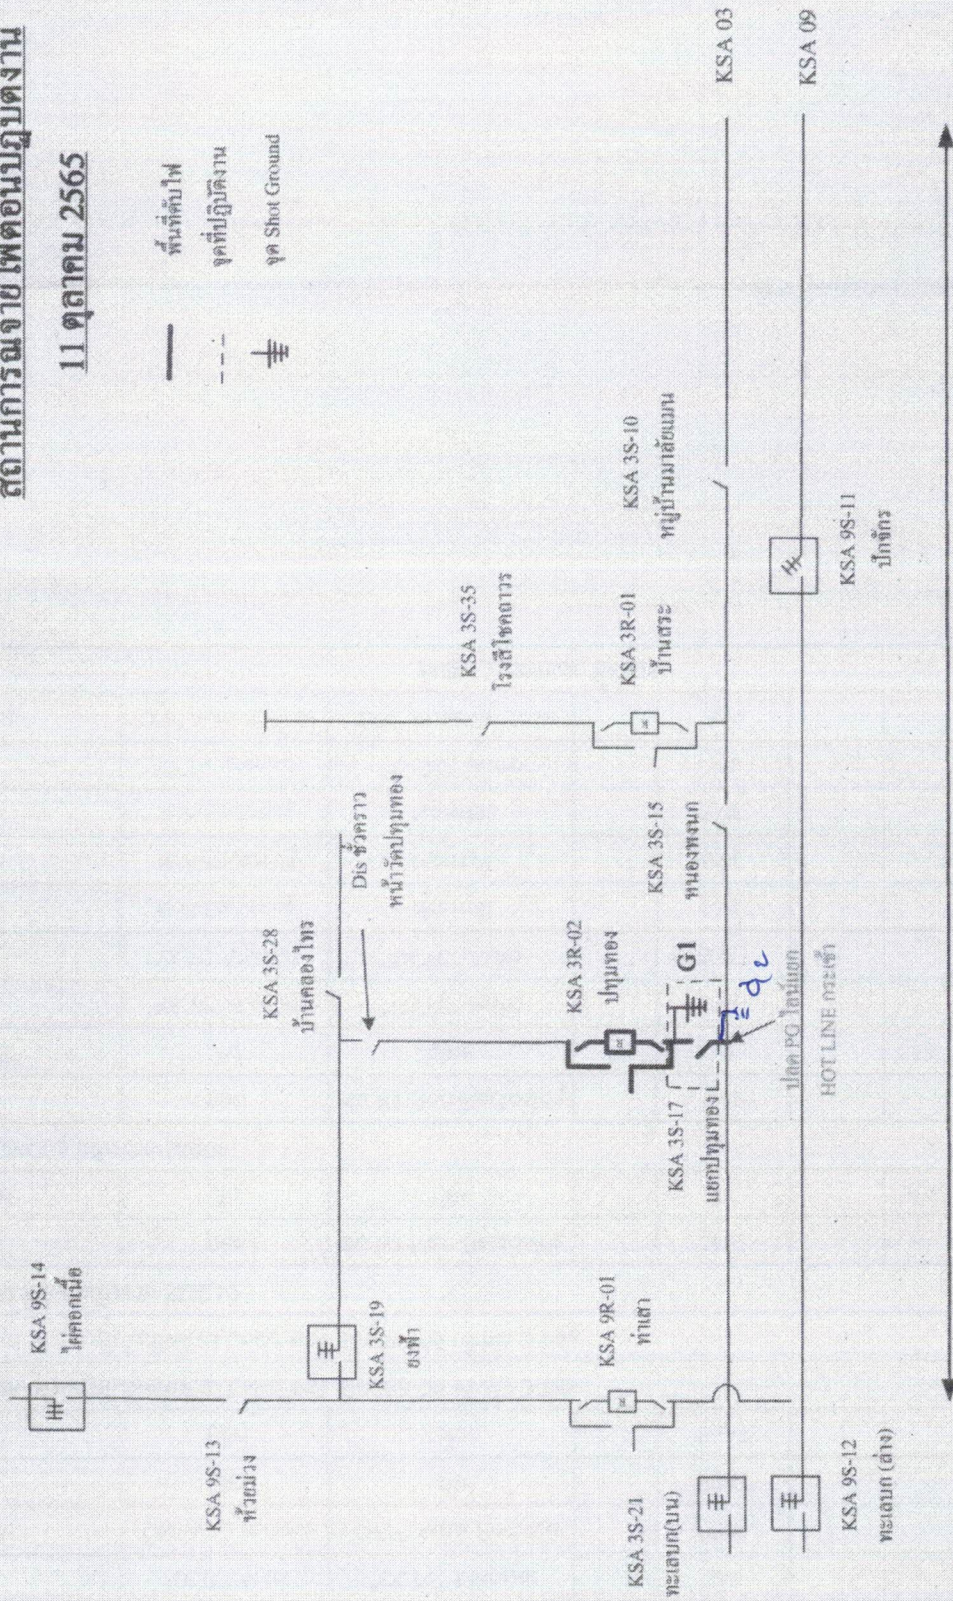 สถานการณ์จ่ายไฟตอนปฏิบัติงาน
11 ตุลาคม 2565
พื้นที่ดับไฟ
จุดที่ปฏิบัติงาน
จุด Shot Ground
KSA 9S-14
ไผ่คอกเนื้อ
KSA 9S-13
ห้วยม่วง
KSA 3S-19
ยงฟ้า
KSA 3S-28
บ้านคลองไทร
Dis ชั่วคราว
หน้าวัดปทุมทอง
KSA 3S-35
โรงสีโชคถาวร
KSA 9R-01
ท่าเสา
KSA 3R-02
ปทุมทอง
KSA 3R-01
บ้านสระ
KSA 3S-10
หมู่บ้านมาลัยแมน
KSA 3S-21
ทะเลบก(บน)
KSA 3S-17
แยกปทุมทอง
G1
KSA 3S-15
หนองพงนก
KSA 03
ปลด PG ไลน์แยก
HOT LINE กระเช้า
KSA 9S-12
ทะเลบก (ล่าง)
KSA 9S-11
ปักจักร
KSA 09